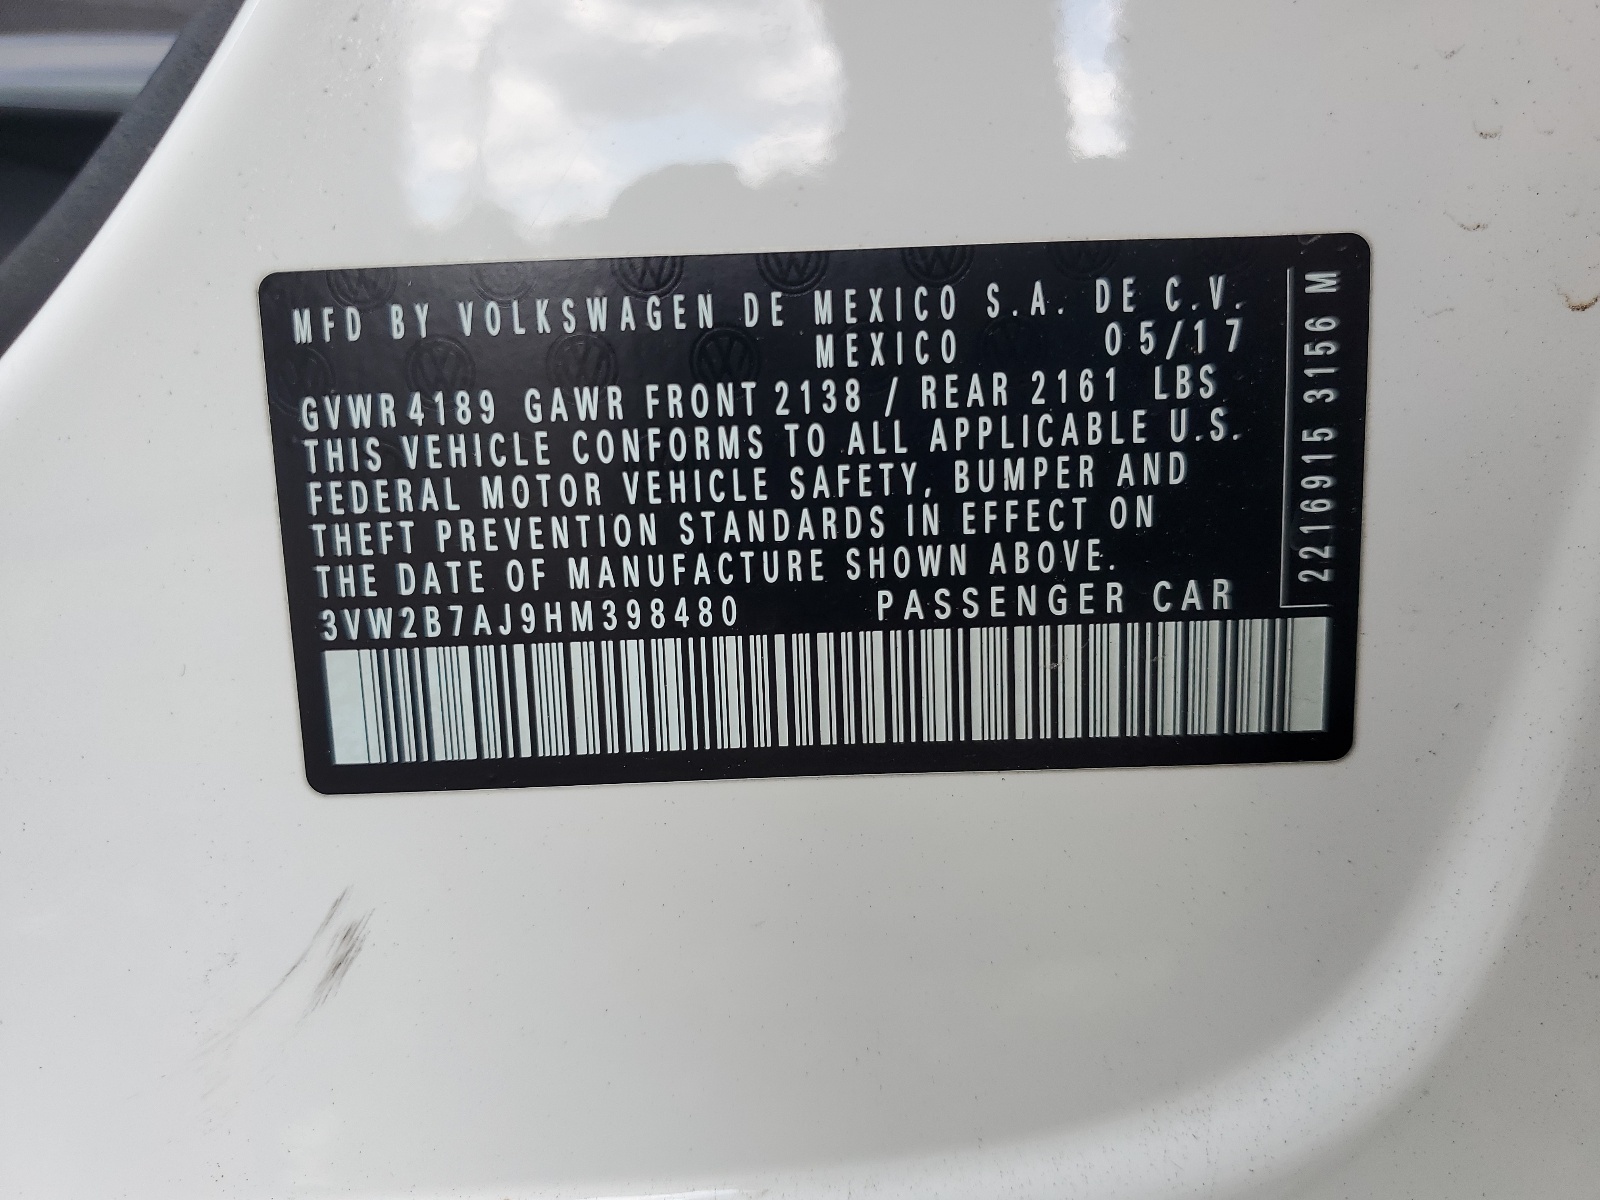 MFD BY VOLKSWAGEN DE MEXICO S.A. DE C.V.
MEXICO 05/17
GVWR 4189 GAWR FRONT 2138 / REAR 2161 LBS
THIS VEHICLE CONFORMS TO ALL APPLICABLE U.S.
FEDERAL MOTOR VEHICLE SAFETY, BUMPER AND
THEFT PREVENTION STANDARDS IN EFFECT ON
THE DATE OF MANUFACTURE SHOWN ABOVE.
3VW2B7AJ9HM398480 PASSENGER CAR
2216915 3156 M